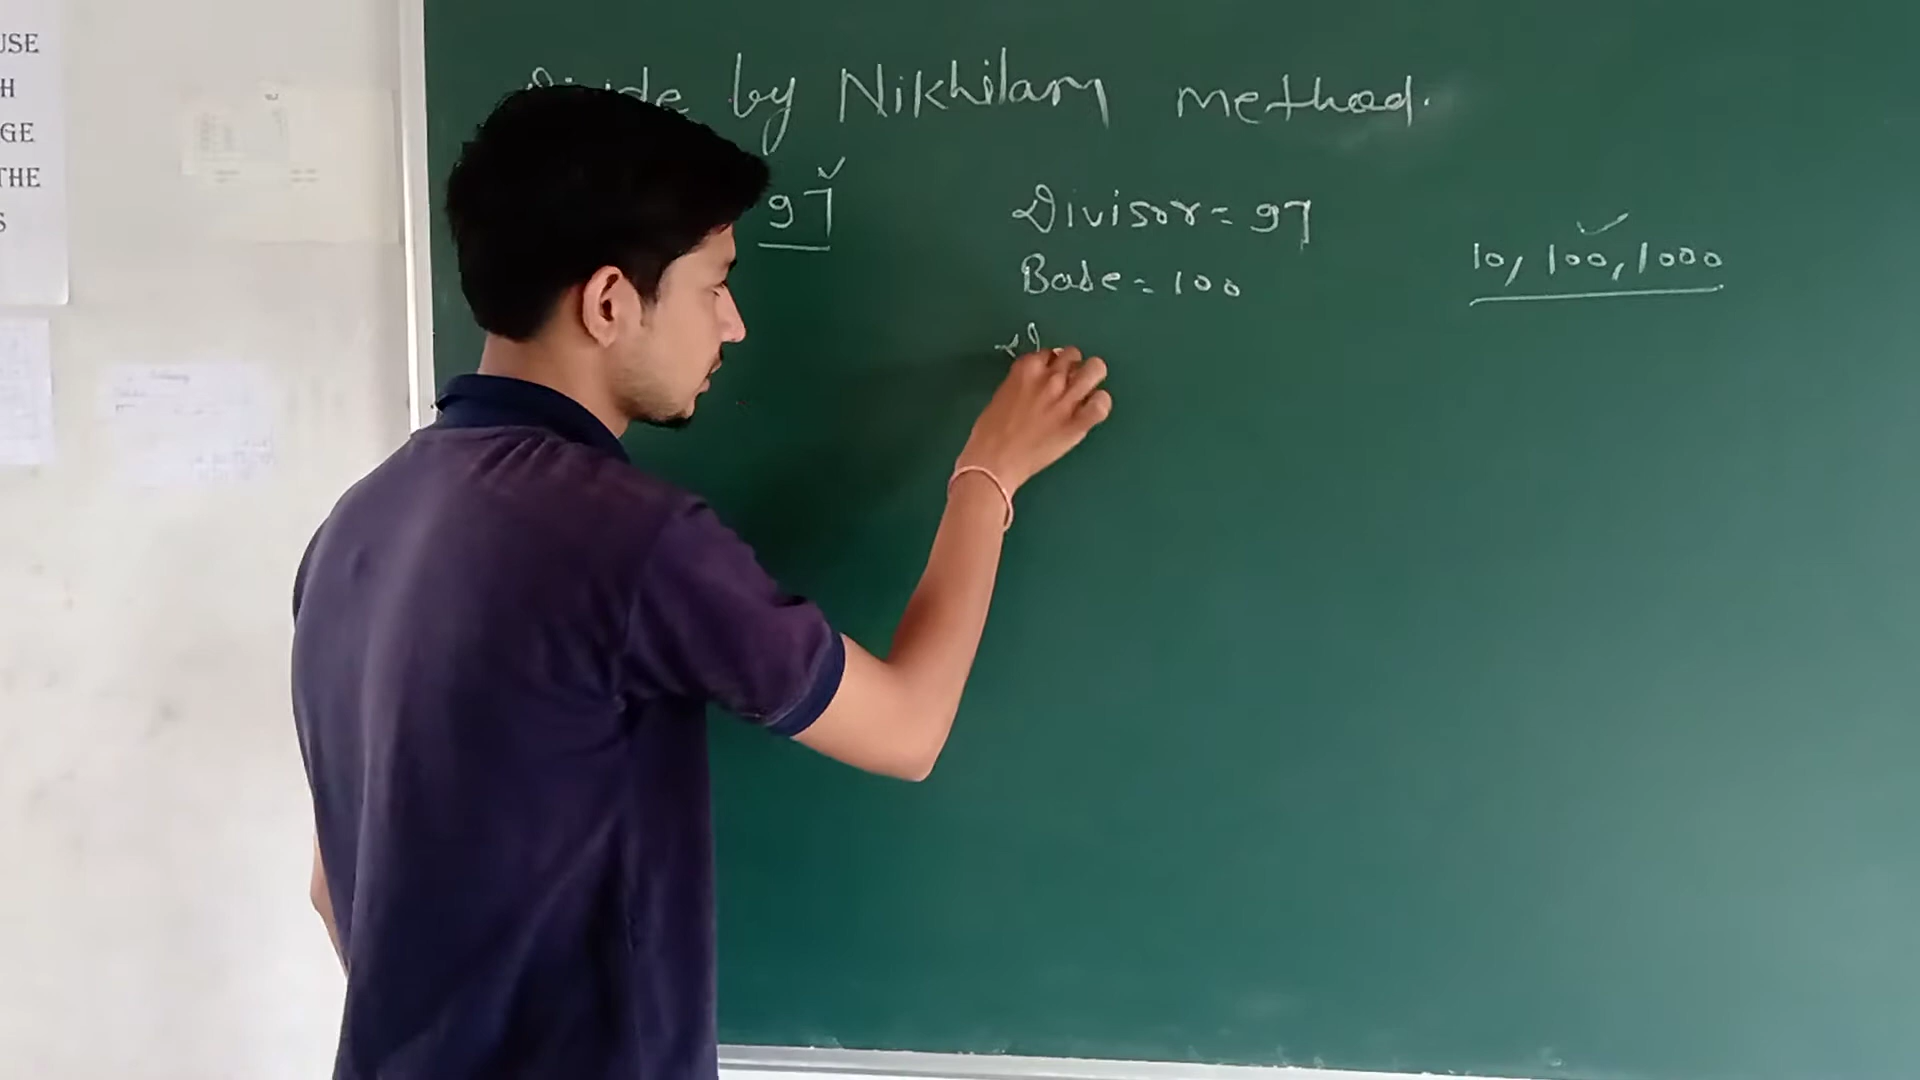 USE
H
GE
THE
S
by Nikhilam method.
97
Divisor = 97
Base = 100
10, 100, 1000